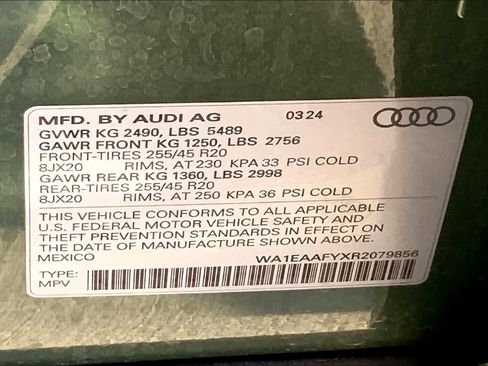 MFD. BY AUDI AG 03 24
GVWR KG 2490, LBS 5489
GAWR FRONT KG 1250, LBS 2756
FRONT-TIRES 255/45 R20
8JX20 RIMS, AT 230 KPA 33 PSI COLD
GAWR REAR KG 1360, LBS 2998
REAR-TIRES 255/45 R20
8JX20 RIMS, AT 250 KPA 36 PSI COLD
THIS VEHICLE CONFORMS TO ALL APPLICABLE
U.S. FEDERAL MOTOR VEHICLE SAFETY AND
THEFT PREVENTION STANDARDS IN EFFECT ON
THE DATE OF MANUFACTURE SHOWN ABOVE.
MEXICO WA1EAAFYXR2079856
TYPE:
MPV